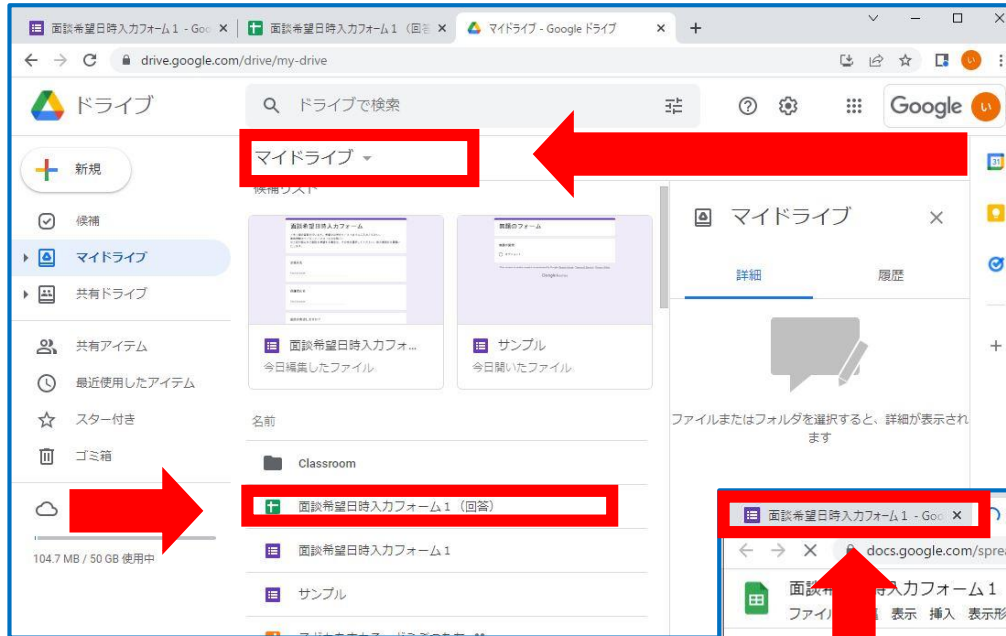 面談希望日時入力フォーム1 - Goo
面談希望日時入力フォーム1 (回答
マイドライブ - Google ドライブ
drive.google.com/drive/my-drive
い
ドライブ
ドライブで検索
Google
い
新規
マイドライブ
31
候補
候補リスト
マイドライブ
マイドライブ
共有ドライブ
面談希望日時入力フォーム
詳細
履歴
共有アイテム
面談希望日時入力フォ...
サンプル
今日編集したファイル
今日開いたファイル
最近使用したアイテム
スター付き
名前
ファイルまたはフォルダを選択すると、詳細が表示され
ます
ゴミ箱
Classroom
面談希望日時入力フォーム1 (回答)
104.7 MB / 50 GB 使用中
面談希望日時入力フォーム1
サンプル
面談希望日時入力フォーム1 - Goo
docs.google.com/spre
入力フォーム1
表示 挿入 表示形